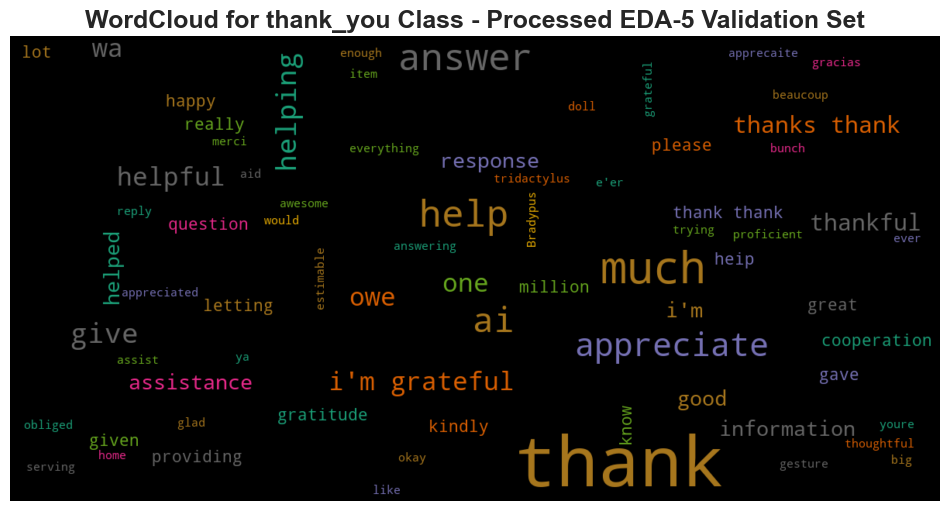 WordCloud for thank_you Class - Processed EDA-5 Validation Set
lot
wa
enough
answer
apprecaite
gracias
item
helping
grateful
happy
doll
beaucoup
really
thanks thank
merci
everything
response
please
bunch
helpful
aid
tridactylus
e'er
reply
awesome
question
would
help
Bradypus
thank thank
thankful
trying
proficient
ever
helped
answering
estimable
much
heip
appreciated
letting
owe
one
million
i'm
great
give
ai
appreciate
cooperation
assist
ya
assistance
i'm grateful
gave
good
gratitude
kindly
know
information
obliged
glad
youre
given
home
providing
okay
thank
thoughtful
serving
gesture
big
like